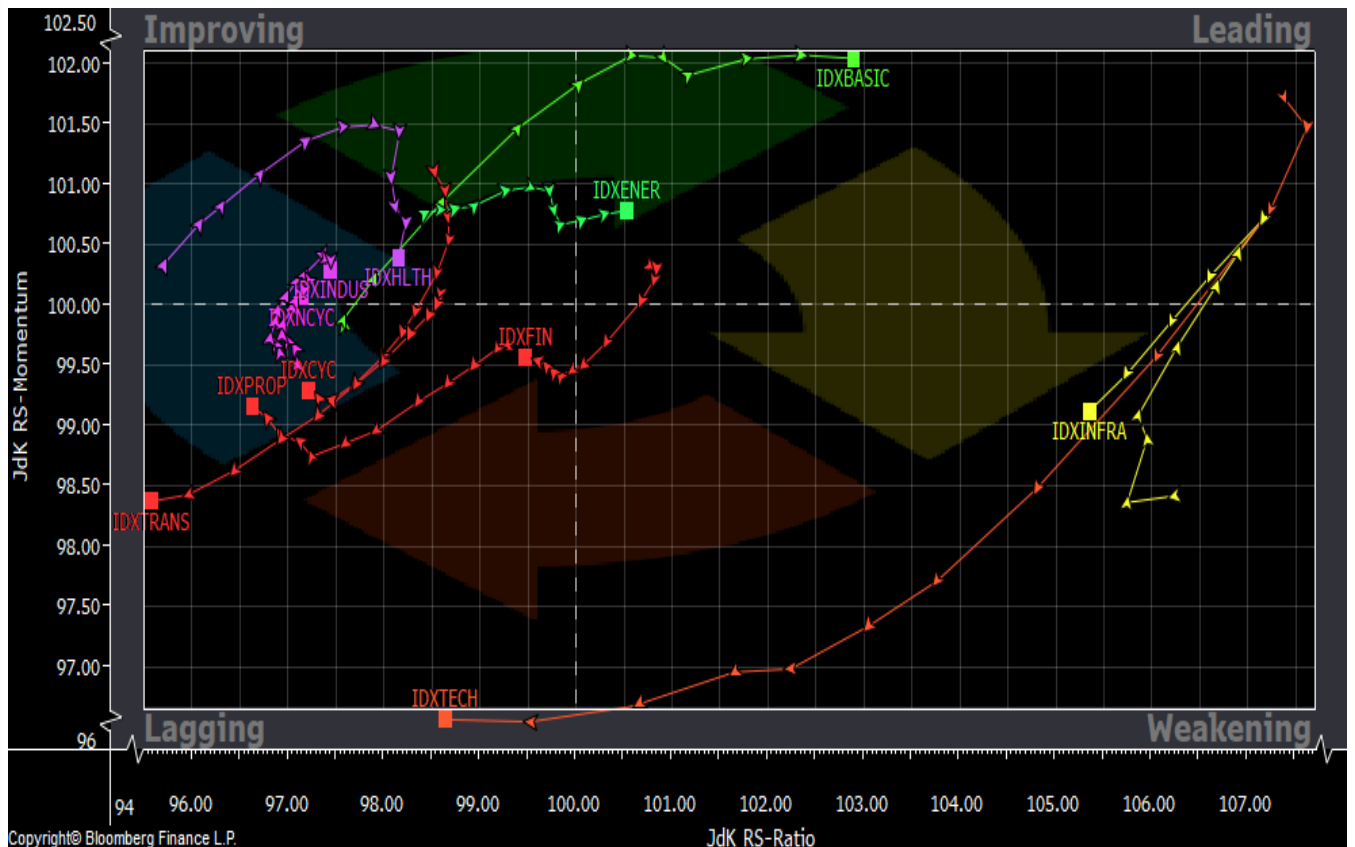 102.50
Improving
Leading
102.00
IDXBASIC
101.50
101.00
IDXENER
100.50
IDXHLTH
IDXINDUS
100.00
IDXNCYC
IDXFIN
99.50
IDXCYC
IDXPROP
99.00
IDXINFRA
98.50
IDXTRANS
98.00
97.50
97.00
IDXTECH
96
Lagging
Weakening
JdK RS-Momentum
94
96.00 97.00 98.00 99.00 100.00 101.00 102.00 103.00 104.00 105.00 106.00 107.00
Copyright© Bloomberg Finance L.P.
JdK RS-Ratio